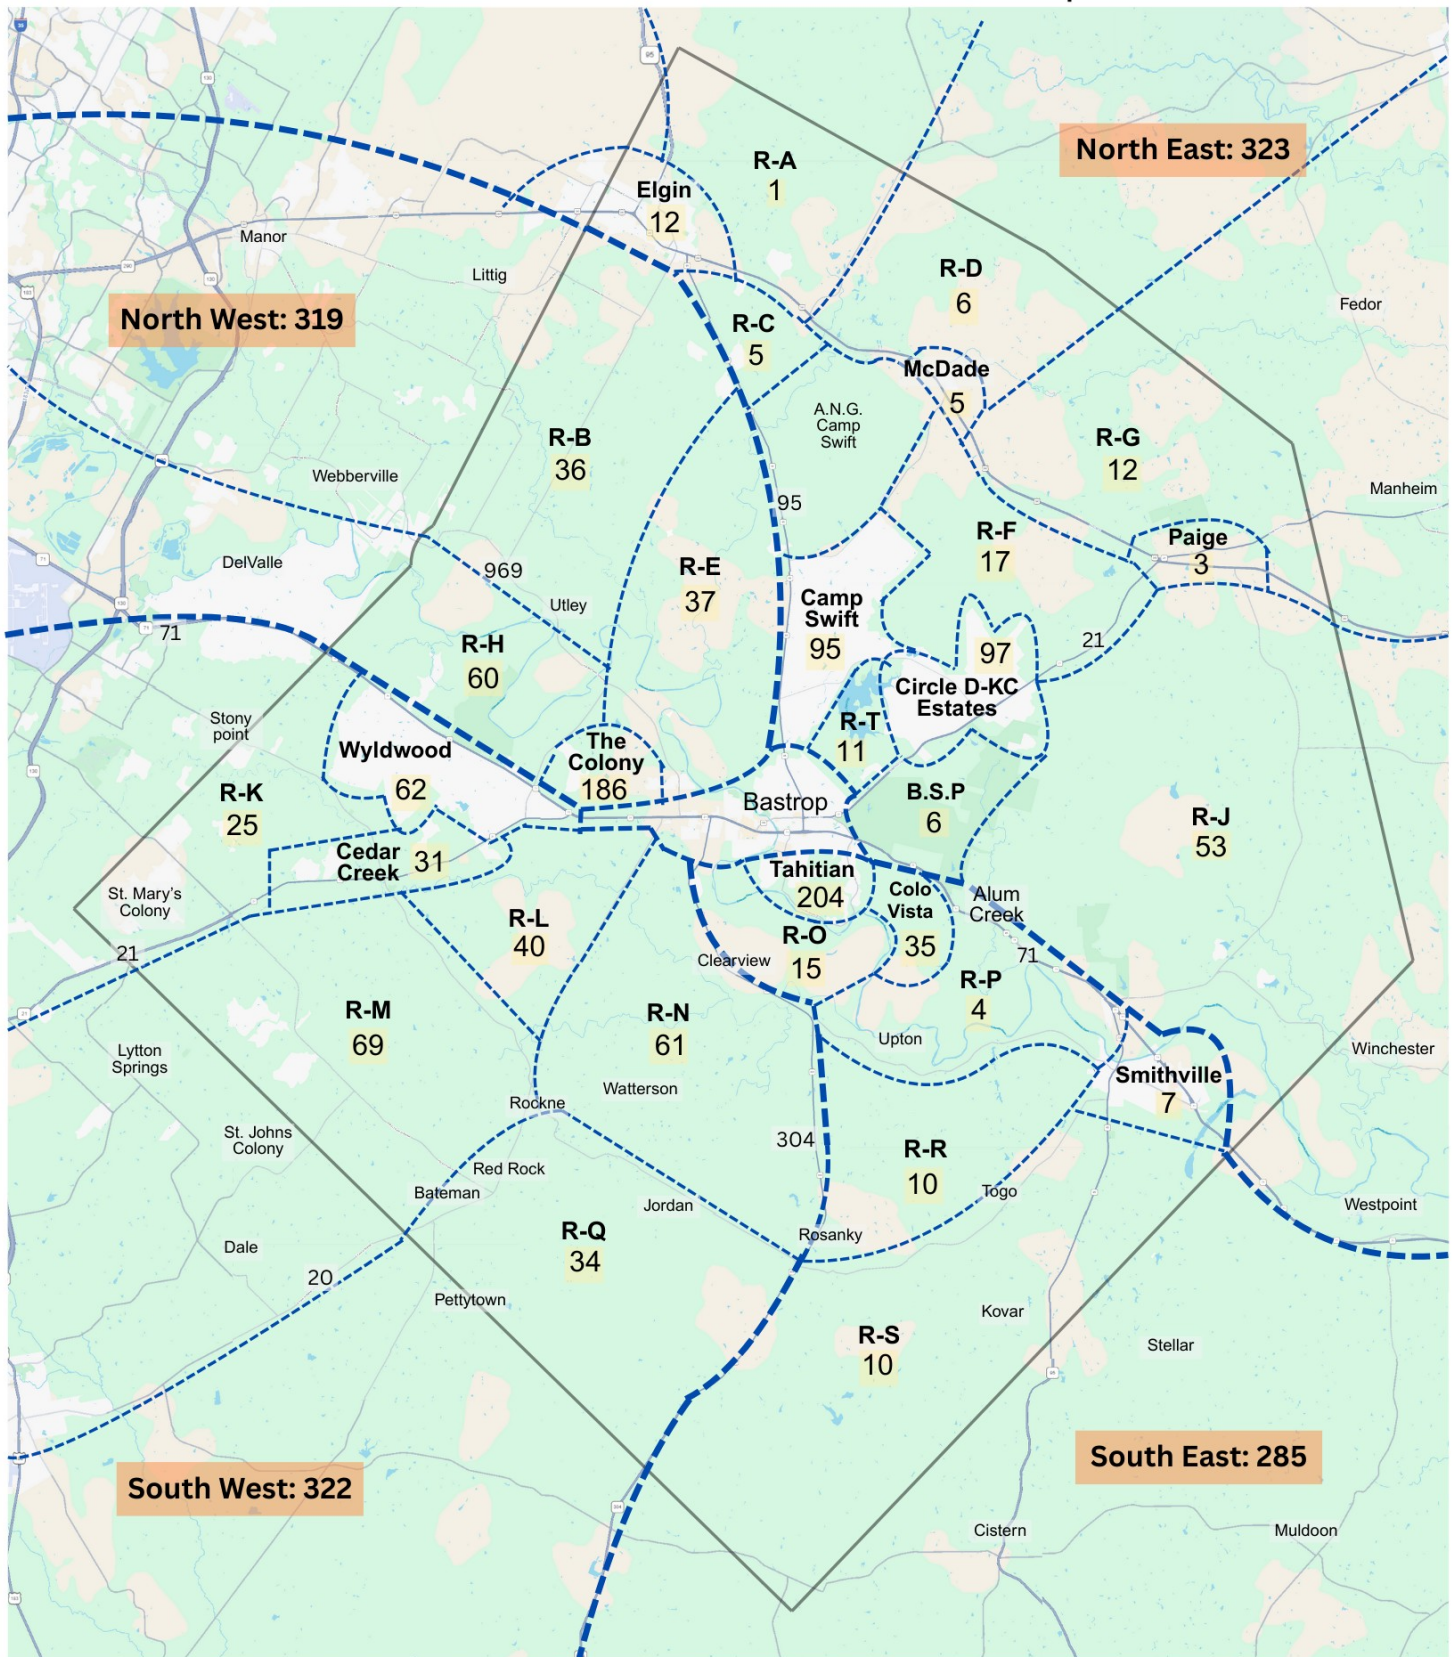 95
R-A
1
North East: 323
Elgin
12
Manor
Littig
R-D
6
Fedor
North West: 319
R-C
5
McDade
5
A.N.G.
Camp
Swift
R-B
36
R-G
12
Webberville
Manheim
95
R-F
17
Paige
3
DelValle
969
R-E
37
Utley
Camp
Swift
95
71
R-H
60
97
21
Circle D-KC
Estates
Stony
point
R-T
11
Wyldwood
62
The
Colony
186
R-K
25
Bastrop
B.S.P
6
R-J
53
Cedar
Creek
31
Tahitian
204
Colo
Vista
35
St. Mary's
Colony
Alum
Creek
R-L
40
R-O
15
21
Clearview
71
R-P
4
R-M
69
R-N
61
Upton
Lytton
Springs
Winchester
Smithville
7
Watterson
Rockne
St. Johns
Colony
304
R-R
10
Red Rock
Bateman
Togo
Jordan
Westpoint
R-Q
34
Rosanky
Dale
20
Pettytown
Kovar
R-S
10
Stellar
South East: 285
South West: 322
Cistern
Muldoon